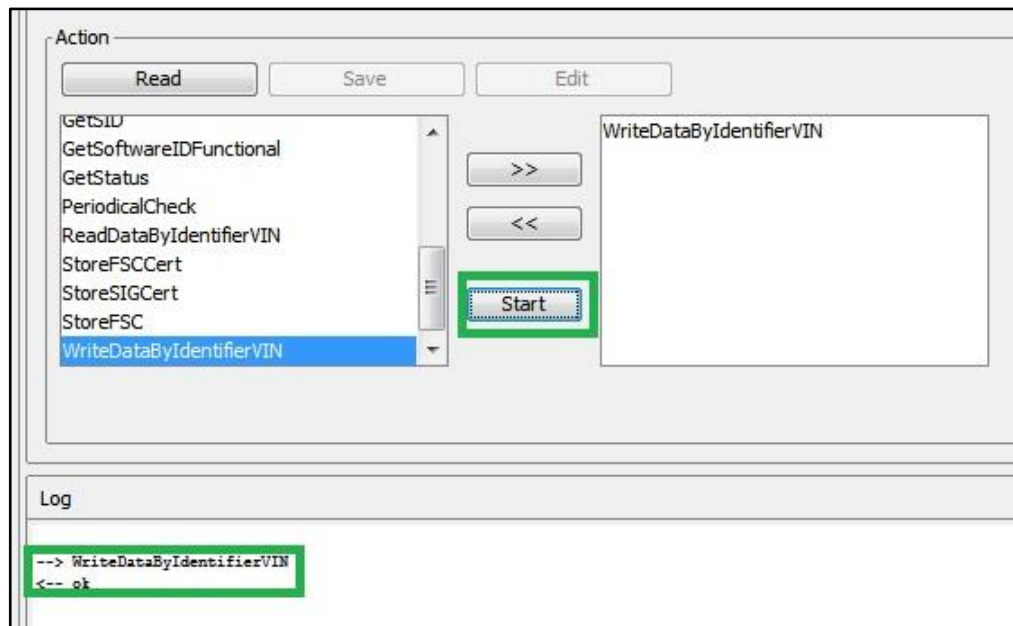 Action
Read
Save
Edit
GetSID
GetSoftwareIDFunctional
GetStatus
PeriodicalCheck
ReadDataByIdentifierVIN
StoreFSCCert
StoreSIGCert
StoreFSC
WriteDataByIdentifierVIN
>>
<<
Start
WriteDataByIdentifierVIN
Log
--> WriteDataByIdentifierVIN
<-- ok